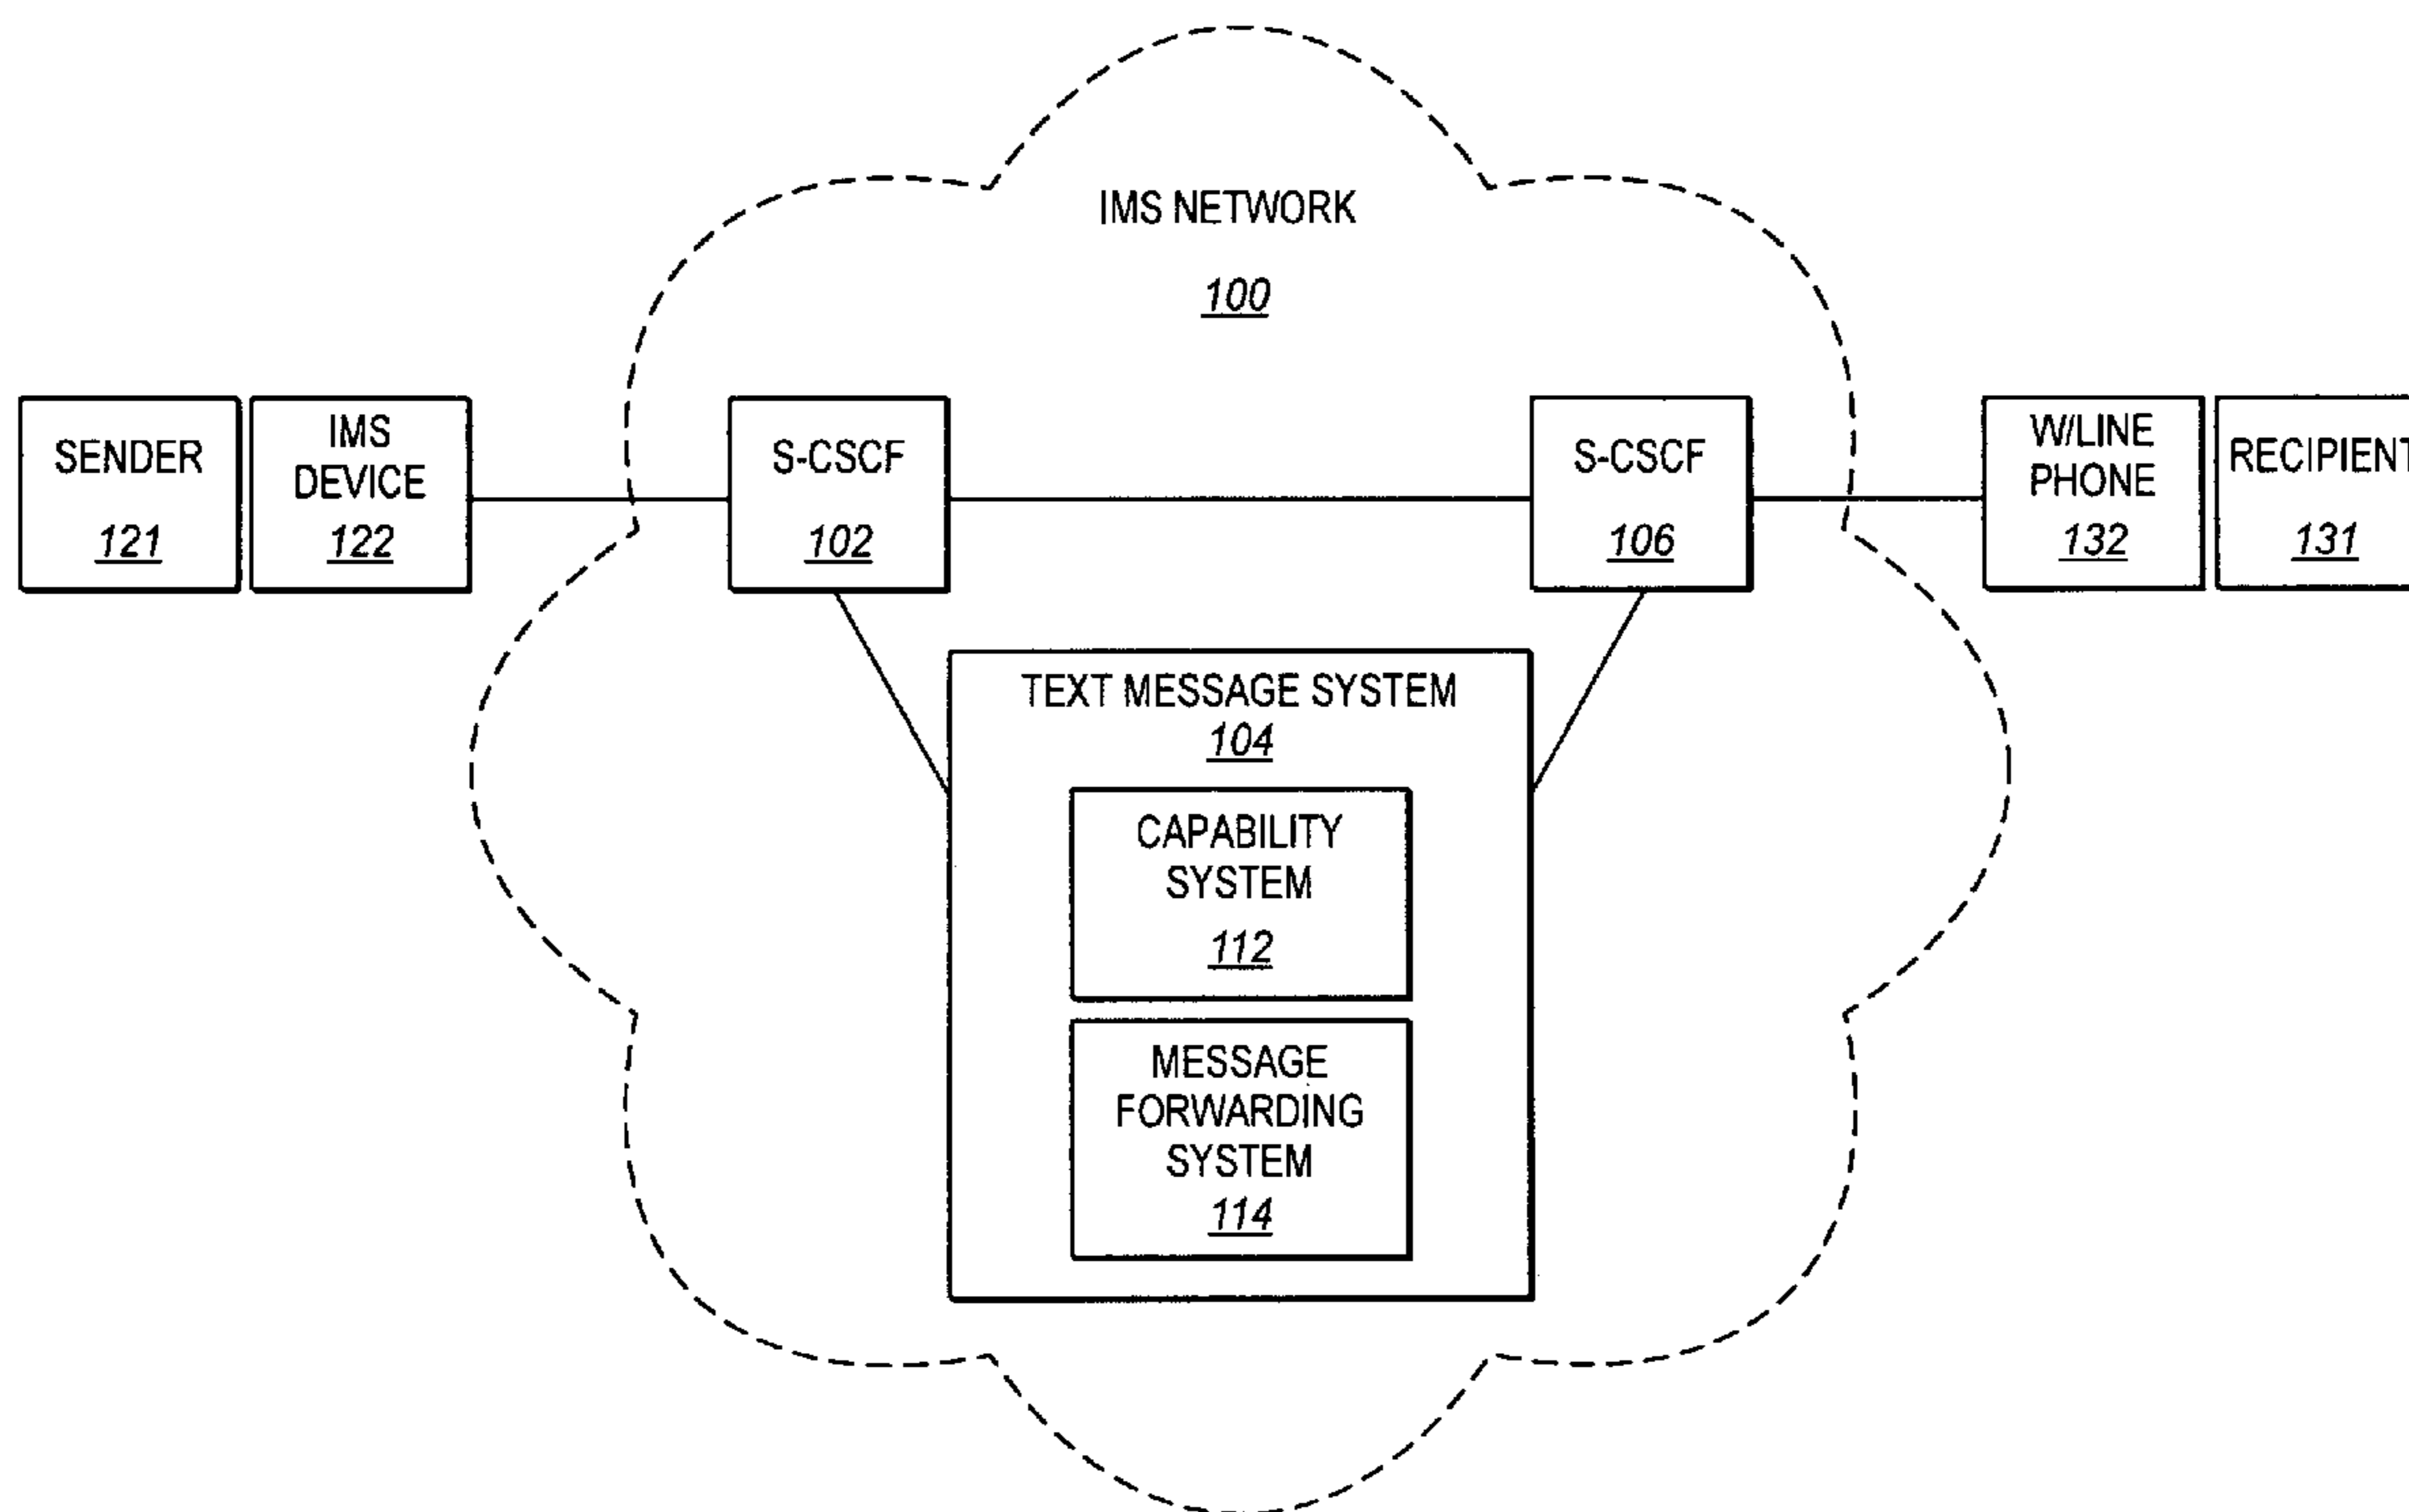 IMS NETWORK
100
SENDER
121
IMS
DEVICE
122
S-CSCF
102
S-CSCF
106
W/LINE
PHONE
132
RECIPIENT
131
TEXT MESSAGE SYSTEM
104
CAPABILITY
SYSTEM
112
MESSAGE
FORWARDING
SYSTEM
114